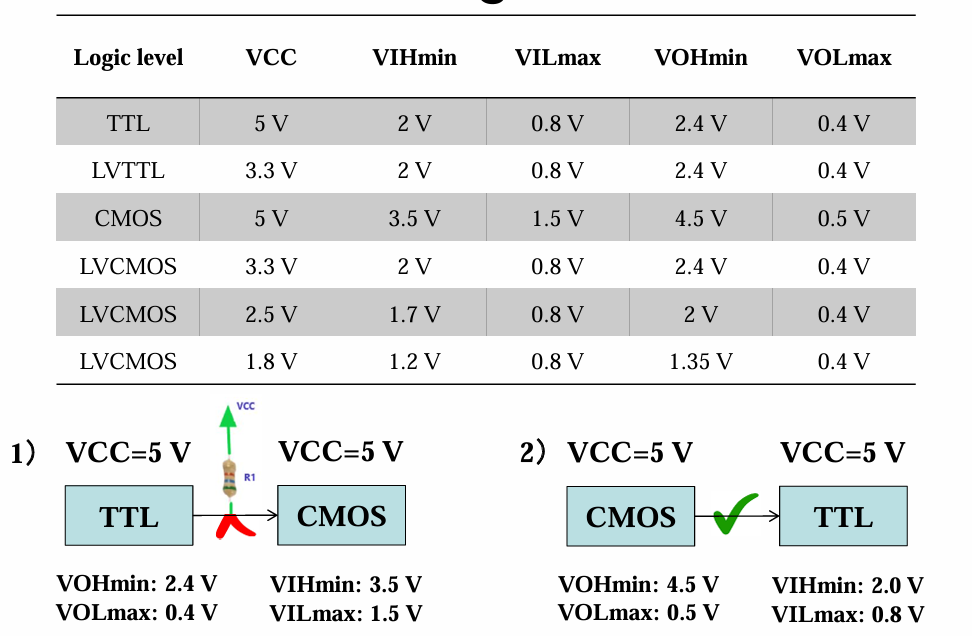 Logic level VCC VIHmin VILmax VOHmin VOLmax
TTL 5 V 2 V 0.8 V 2.4 V 0.4 V
LVTTL 3.3 V 2 V 0.8 V 2.4 V 0.4 V
CMOS 5 V 3.5 V 1.5 V 4.5 V 0.5 V
LVCMOS 3.3 V 2 V 0.8 V 2.4 V 0.4 V
LVCMOS 2.5 V 1.7 V 0.8 V 2 V 0.4 V
LVCMOS 1.8 V 1.2 V 0.8 V 1.35 V 0.4 V
1) VCC=5 V VCC VCC=5 V
R1
TTL CMOS
VOHmin: 2.4 V VIHmin: 3.5 V
VOLmax: 0.4 V VILmax: 1.5 V
2) VCC=5 V VCC=5 V
CMOS TTL
VOHmin: 4.5 V VIHmin: 2.0 V
VOLmax: 0.5 V VILmax: 0.8 V